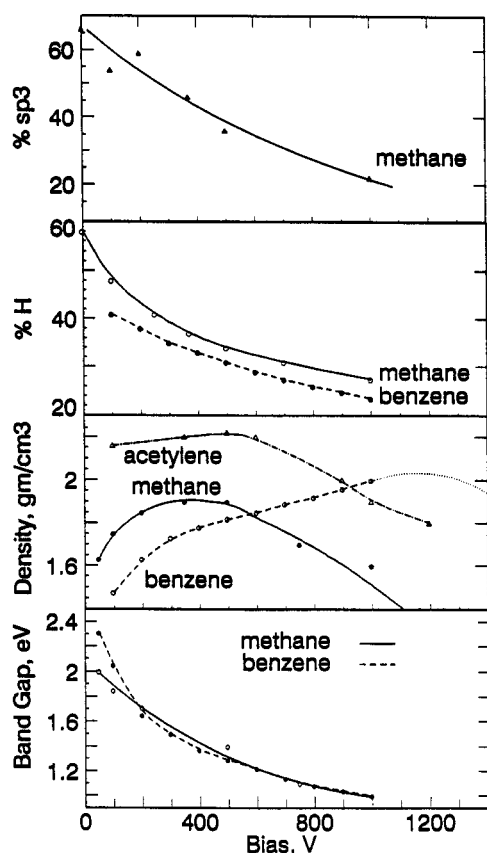 60
40
20
% sp3
methane
60
40
20
% H
methane
benzene
2
1.6
Density, gm/cm3
acetylene
methane
benzene
2.4
2
1.6
1.2
Band Gap, eV
methane
benzene
0
400
800
1200
Bias, V